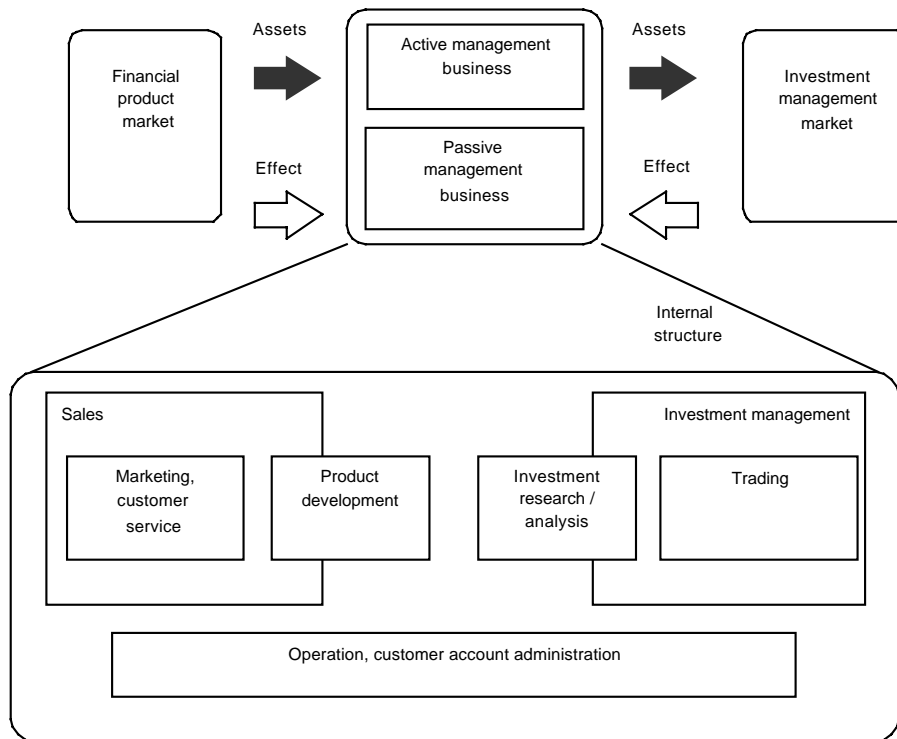 Assets
Assets
Financial
product
market
Active management
business
Passive
management
business
Investment
management
market
Effect
Effect
Internal
structure
Sales
Investment management
Marketing,
customer
service
Product
development
Investment
research /
analysis
Trading
Operation, customer account administration